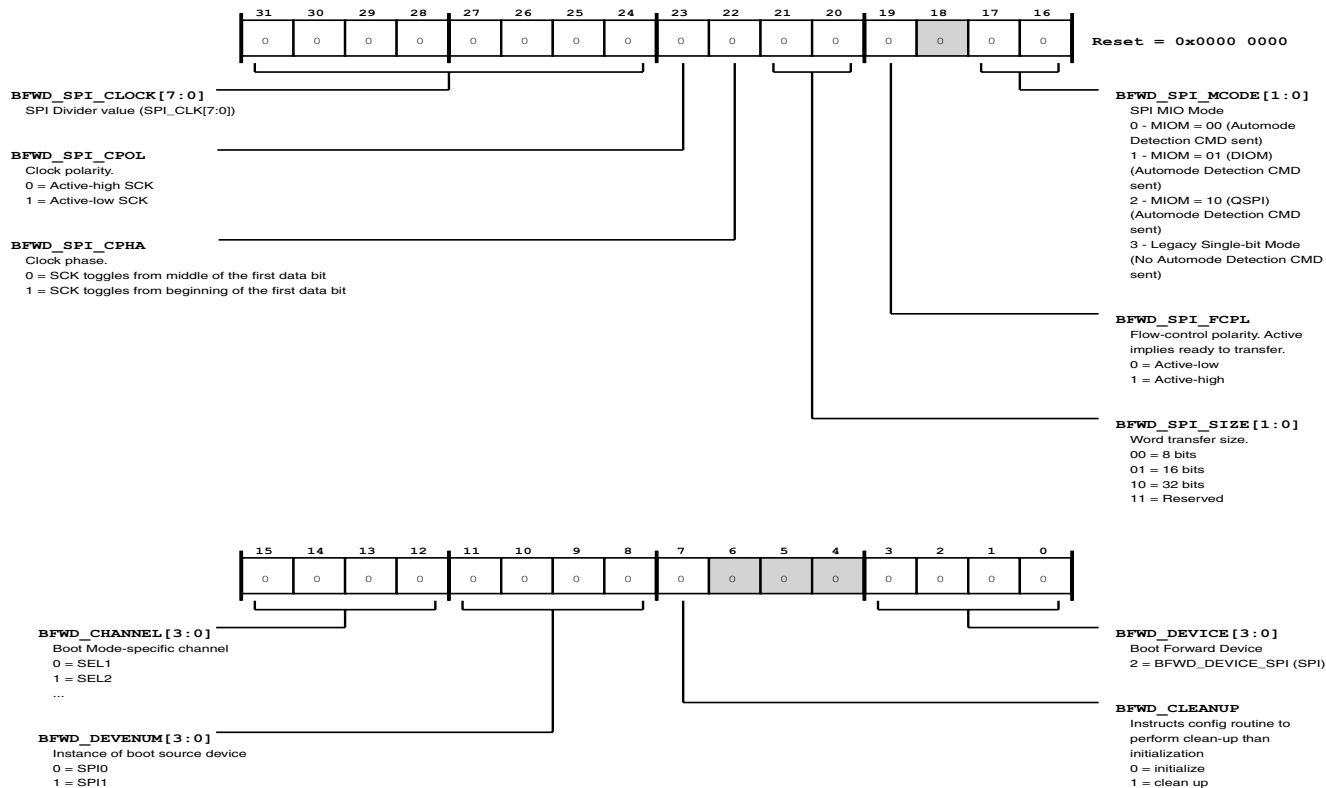 31 30 29 28 27 26 25 24 23 22 21 20 19 18 17 16
0 0 0 0 0 0 0 0 0 0 0 0 0 0 0 0 Reset = 0x0000 0000
BFWD_SPI_CLOCK[7:0]
SPI Divider value (SPI_CLK[7:0])
BFWD_SPI_CPOL
Clock polarity.
0 = Active-high SCK
1 = Active-low SCK
BFWD_SPI_CPHA
Clock phase.
0 = SCK toggles from middle of the first data bit
1 = SCK toggles from beginning of the first data bit
BFWD_SPI_MCODE[1:0]
SPI MIO Mode
0 - MIOM = 00 (Automode
Detection CMD sent)
1 - MIOM = 01 (DIOM)
(Automode Detection CMD
sent)
2 - MIOM = 10 (QSPI)
(Automode Detection CMD
sent)
3 - Legacy Single-bit Mode
(No Automode Detection CMD
sent)
BFWD_SPI_FCPL
Flow-control polarity. Active
implies ready to transfer.
0 = Active-low
1 = Active-high
BFWD_SPI_SIZE[1:0]
Word transfer size.
00 = 8 bits
01 = 16 bits
10 = 32 bits
11 = Reserved
15 14 13 12 11 10 9 8 7 6 5 4 3 2 1 0
0 0 0 0 0 0 0 0 0 0 0 0 0 0 0 0
BFWD_CHANNEL[3:0]
Boot Mode-specific channel
0 = SEL1
1 = SEL2
...
BFWD_DEVENUM[3:0]
Instance of boot source device
0 = SPI0
1 = SPI1
BFWD_DEVICE[3:0]
Boot Forward Device
2 = BFWD_DEVICE_SPI (SPI)
BFWD_CLEANUP
Instructs config routine to
perform clean-up than
initialization
0 = initialize
1 = clean up